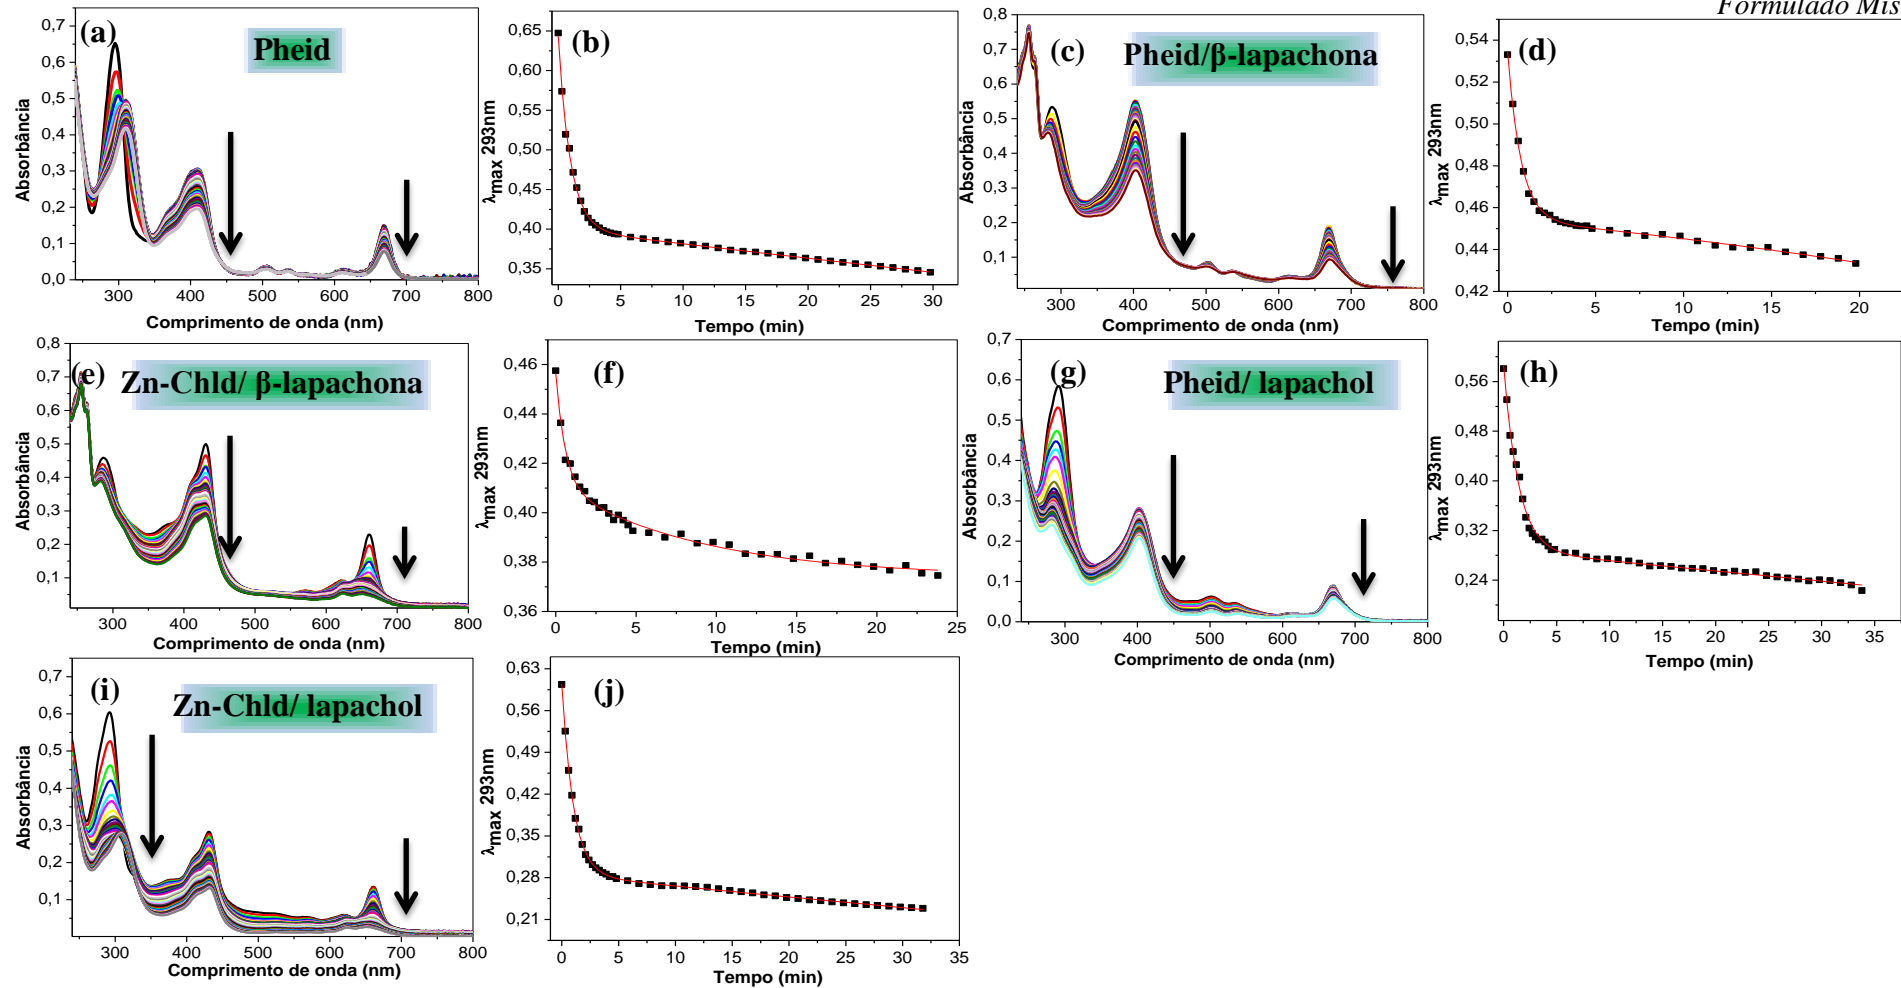 Formulado Mis
(a)
Pheid
Absorbância
0,7
0,6
0,5
0,4
0,3
0,2
0,1
0,0
300 400 500 600 700 800
Comprimento de onda (nm)
(b)
λmax 293nm
0,65
0,60
0,55
0,50
0,45
0,40
0,35
0 5 10 15 20 25 30
Tempo (min)
(c)
Pheid/β-lapachona
Absorbância
0,8
0,7
0,6
0,5
0,4
0,3
0,2
0,1
300 400 500 600 700 800
Comprimento de onda (nm)
(d)
λmax 293nm
0,54
0,52
0,50
0,48
0,46
0,44
0,42
0 5 10 15 20
Tempo (min)
(e)
Zn-Chld/ β-lapachona
Absorbância
0,8
0,7
0,6
0,5
0,4
0,3
0,2
0,1
300 400 500 600 700 800
Comprimento de onda (nm)
(f)
λmax 293nm
0,46
0,44
0,42
0,40
0,38
0,36
0 5 10 15 20 25
Tempo (min)
(g)
Pheid/ lapachol
Absorbância
0,7
0,6
0,5
0,4
0,3
0,2
0,1
0,0
300 400 500 600 700 800
Comprimento de onda (nm)
(h)
λmax 293nm
0,56
0,48
0,40
0,32
0,24
0 5 10 15 20 25 30 35
Tempo (min)
(i)
Zn-Chld/ lapachol
Absorbância
0,7
0,6
0,5
0,4
0,3
0,2
0,1
300 400 500 600 700 800
Comprimento de onda (nm)
(j)
λmax 293nm
0,63
0,56
0,49
0,42
0,35
0,28
0,21
0 5 10 15 20 25 30 35
Tempo (min)